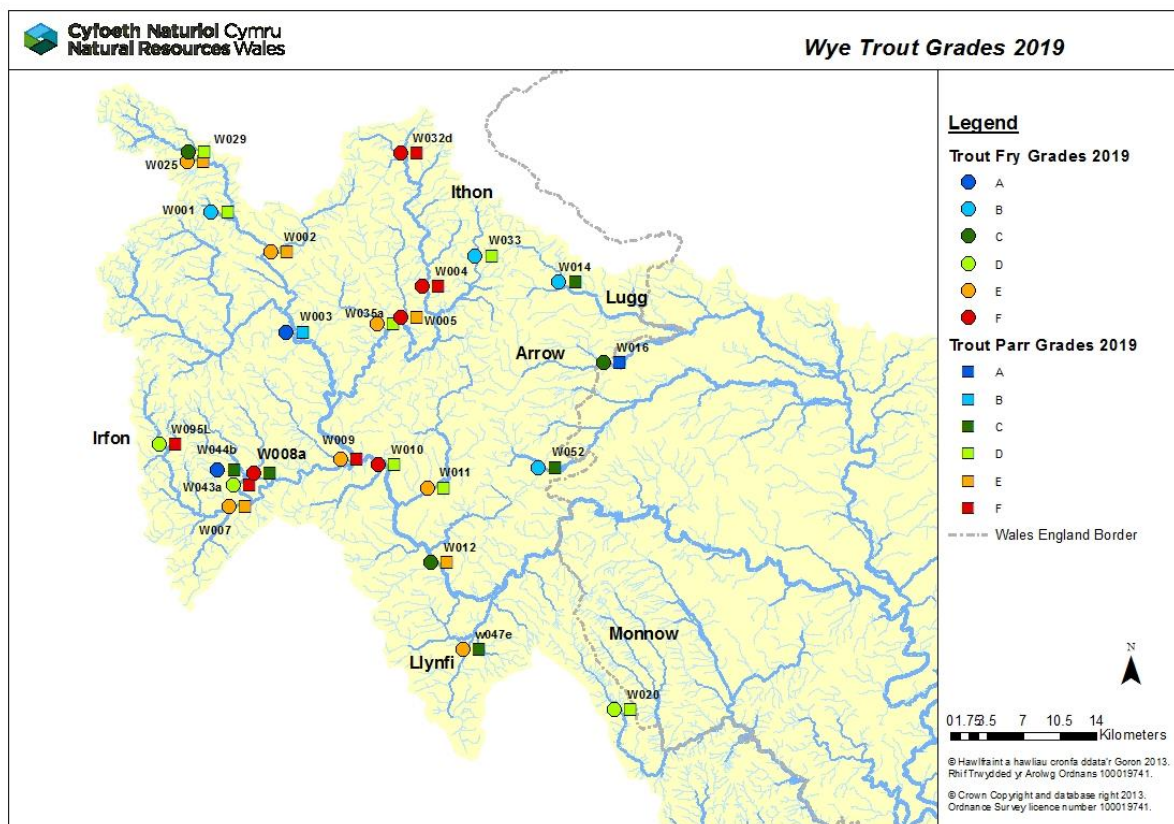 Cyfoeth Naturiol Cymru
Natural Resources Wales
Wye Trout Grades 2019
W029
W025
W032d
Ithon
W001
W002
W033
W004
W014
Lugg
W035a
W005
W003
Arrow
W016
Irfon
W095L
W044b
W008a
W009
W010
W052
W043a
W011
W007
W012
w047e
Monnow
Llynfi
W020
Legend
Trout Fry Grades 2019
A
B
C
D
E
F
Trout Parr Grades 2019
A
B
C
D
E
F
Wales England Border
N
0 1.75 3.5 7 10.5 14
Kilometers
© Hawlfraint a hawliau cronfa ddata'r Goron 2013.
Rhif Trwydded yr Arolwg Ordnans 100019741.
© Crown Copyright and database right 2013.
Ordnance Survey licence number 100019741.